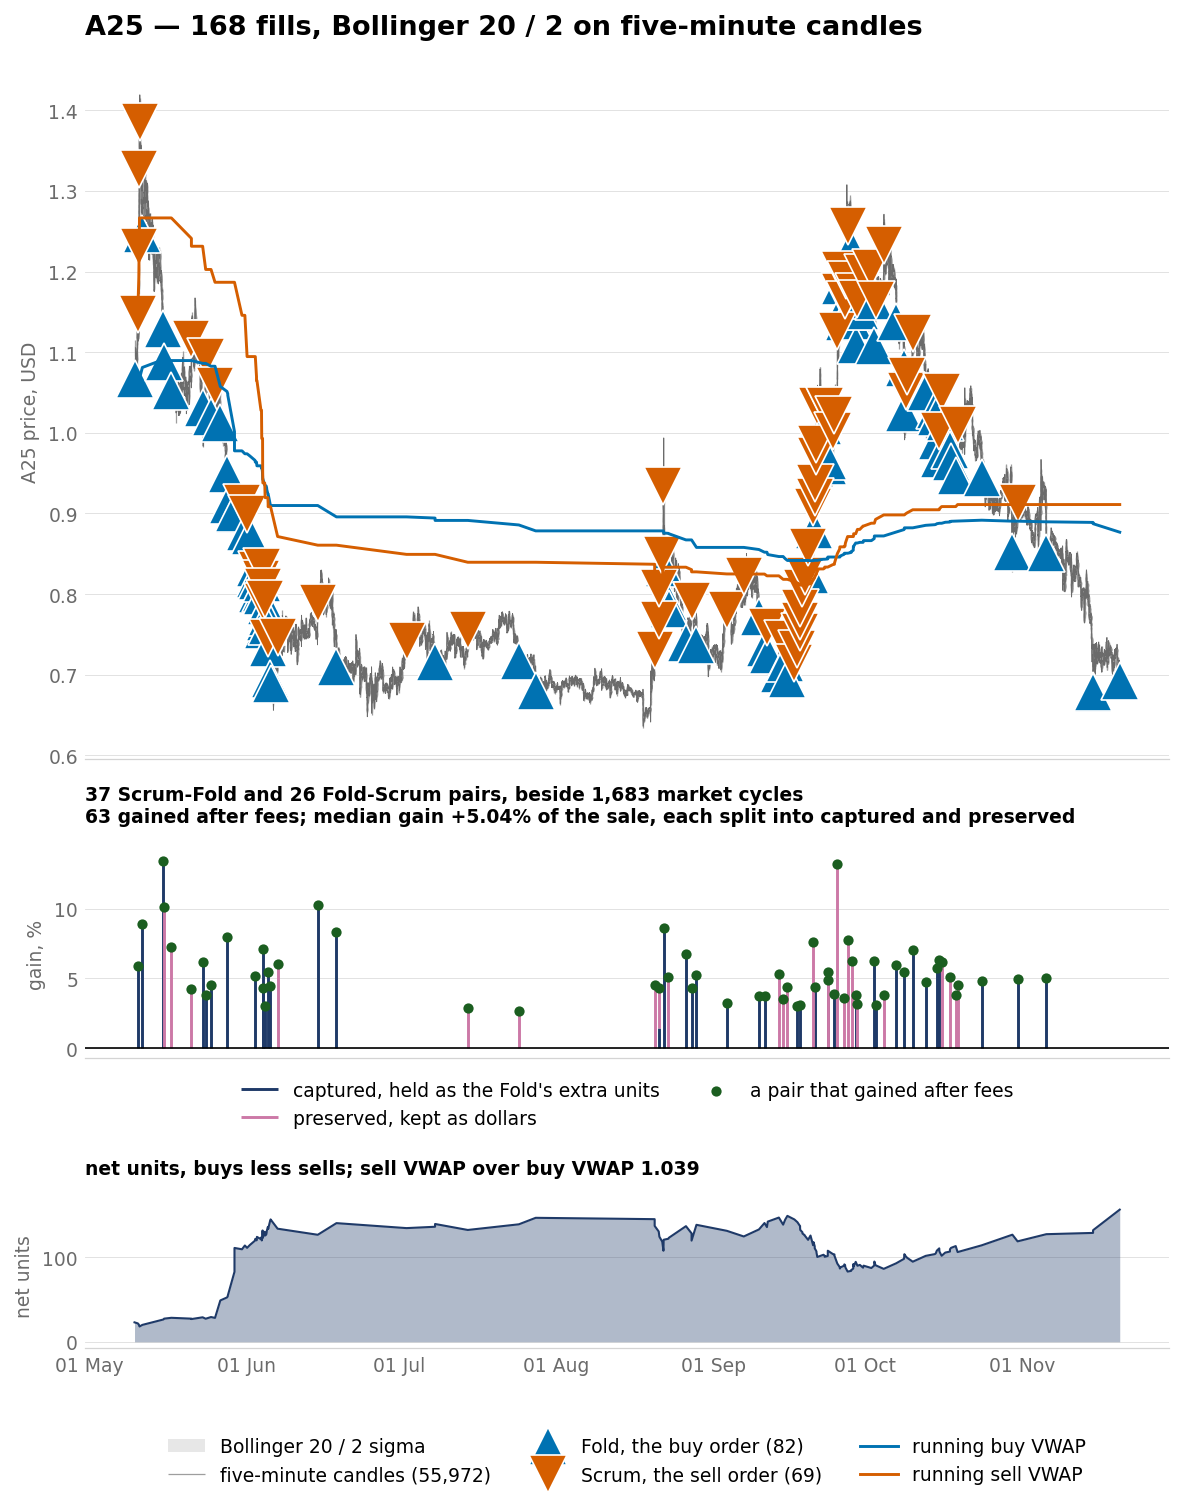 A25 — 168 fills, Bollinger 20 / 2 on five-minute candles
1.4
1.3
1.2
1.1
1.0
0.9
0.8
0.7
0.6
A25 price, USD
37 Scrum-Fold and 26 Fold-Scrum pairs, beside 1,683 market cycles
63 gained after fees; median gain +5.04% of the sale, each split into captured and preserved
10
5
0
gain, %
captured, held as the Fold's extra units
a pair that gained after fees
preserved, kept as dollars
net units, buys less sells; sell VWAP over buy VWAP 1.039
100
0
net units
01 May
01 Jun
01 Jul
01 Aug
01 Sep
01 Oct
01 Nov
Bollinger 20 / 2 sigma
Fold, the buy order (82)
running buy VWAP
five-minute candles (55,972)
Scrum, the sell order (69)
running sell VWAP